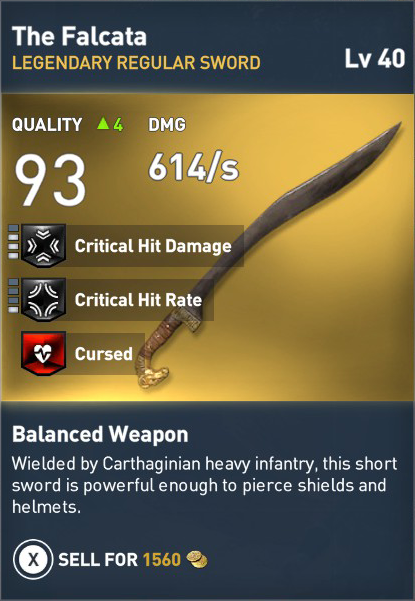 The Falcata
LEGENDARY REGULAR SWORD
Lv 40
QUALITY ▲4 DMG
93 614/s
Critical Hit Damage
Critical Hit Rate
Cursed
Balanced Weapon
Wielded by Carthaginian heavy infantry, this short
sword is powerful enough to pierce shields and
helmets.
X SELL FOR 1560